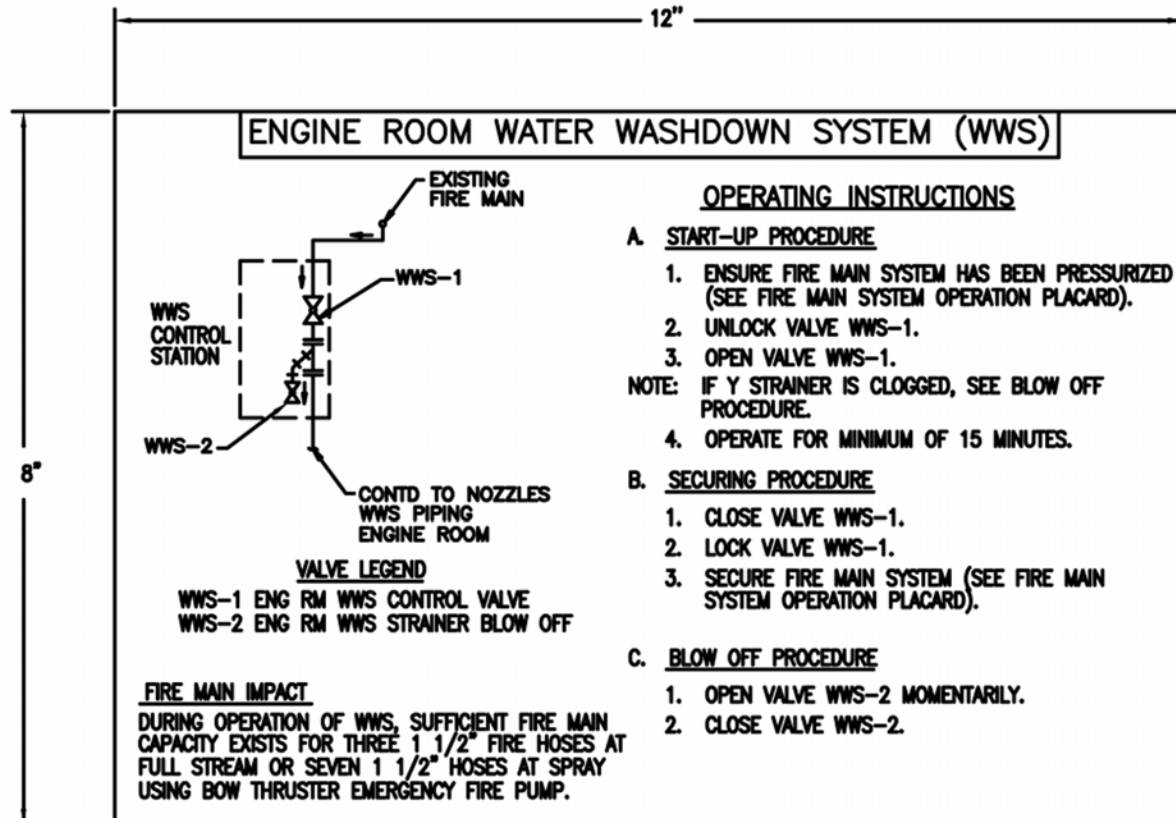 12"
8"
ENGINE ROOM WATER WASHDOWN SYSTEM (WWS)
EXISTING
FIRE MAIN
WWS-1
WWS
CONTROL
STATION
WWS-2
CONTD TO NOZZLES
WWS PIPING
ENGINE ROOM
VALVE LEGEND
WWS-1 ENG RM WWS CONTROL VALVE
WWS-2 ENG RM WWS STRAINER BLOW OFF
FIRE MAIN IMPACT
DURING OPERATION OF WWS, SUFFICIENT FIRE MAIN
CAPACITY EXISTS FOR THREE 1 1/2" FIRE HOSES AT
FULL STREAM OR SEVEN 1 1/2" HOSES AT SPRAY
USING BOW THRUSTER EMERGENCY FIRE PUMP.
OPERATING INSTRUCTIONS
A. START-UP PROCEDURE
1. ENSURE FIRE MAIN SYSTEM HAS BEEN PRESSURIZED
(SEE FIRE MAIN SYSTEM OPERATION PLACARD).
2. UNLOCK VALVE WWS-1.
3. OPEN VALVE WWS-1.
NOTE: IF Y STRAINER IS CLOGGED, SEE BLOW OFF
PROCEDURE.
4. OPERATE FOR MINIMUM OF 15 MINUTES.
B. SECURING PROCEDURE
1. CLOSE VALVE WWS-1.
2. LOCK VALVE WWS-1.
3. SECURE FIRE MAIN SYSTEM (SEE FIRE MAIN
SYSTEM OPERATION PLACARD).
C. BLOW OFF PROCEDURE
1. OPEN VALVE WWS-2 MOMENTARILY.
2. CLOSE VALVE WWS-2.